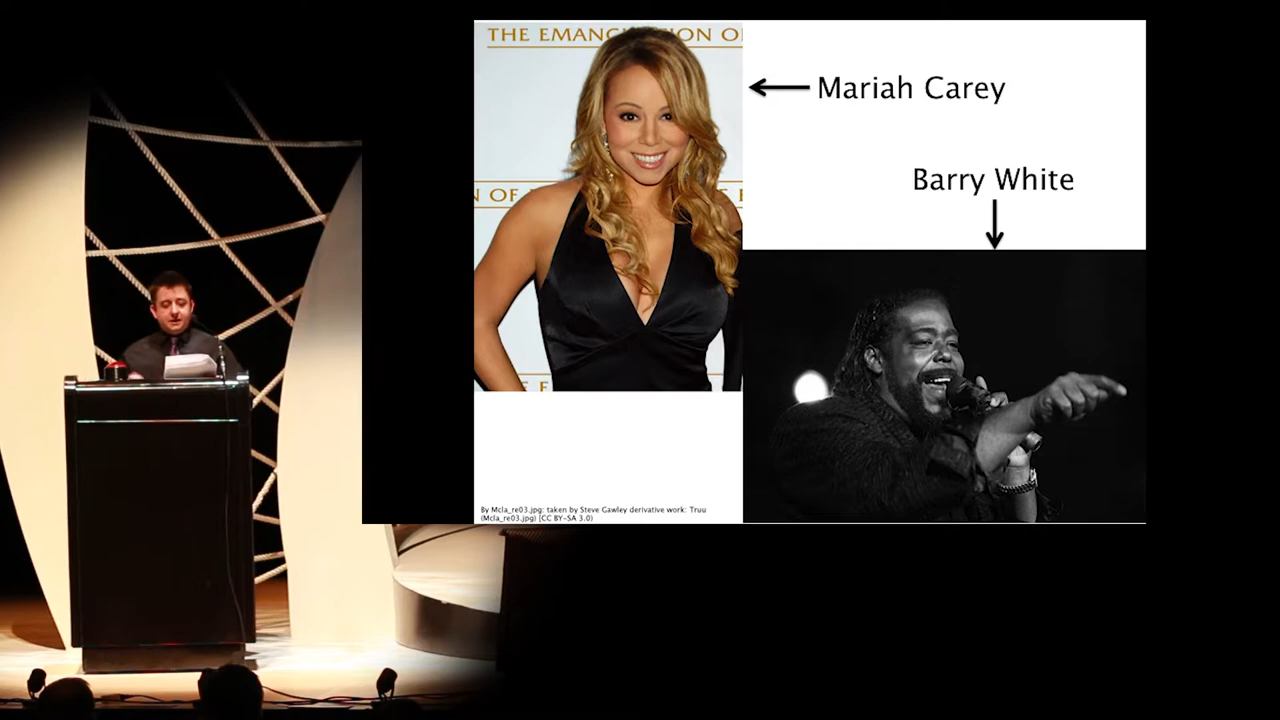 THE EMANC
ION O
Mariah Carey
Barry White
N OF
By Mcla_re03.jpg: taken by Steve Gawley derivative work: Truu
(Mcla_re03.jpg) [CC BY-SA 3.0)